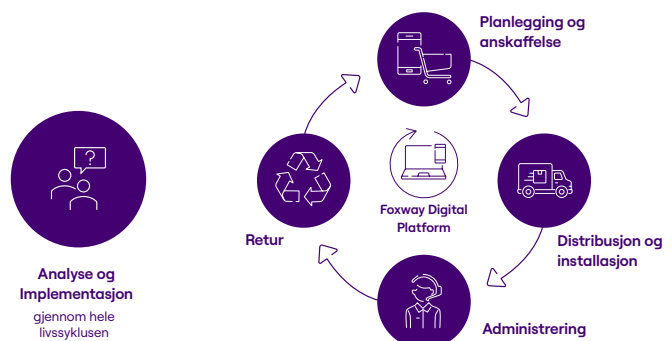 Planlegging og
anskaffelse
?
Foxway Digital
Platform
Retur
Distribusjon og
installasjon
Analyse og
Implementasjon
gjennom hele
livssyklusen
Administrering